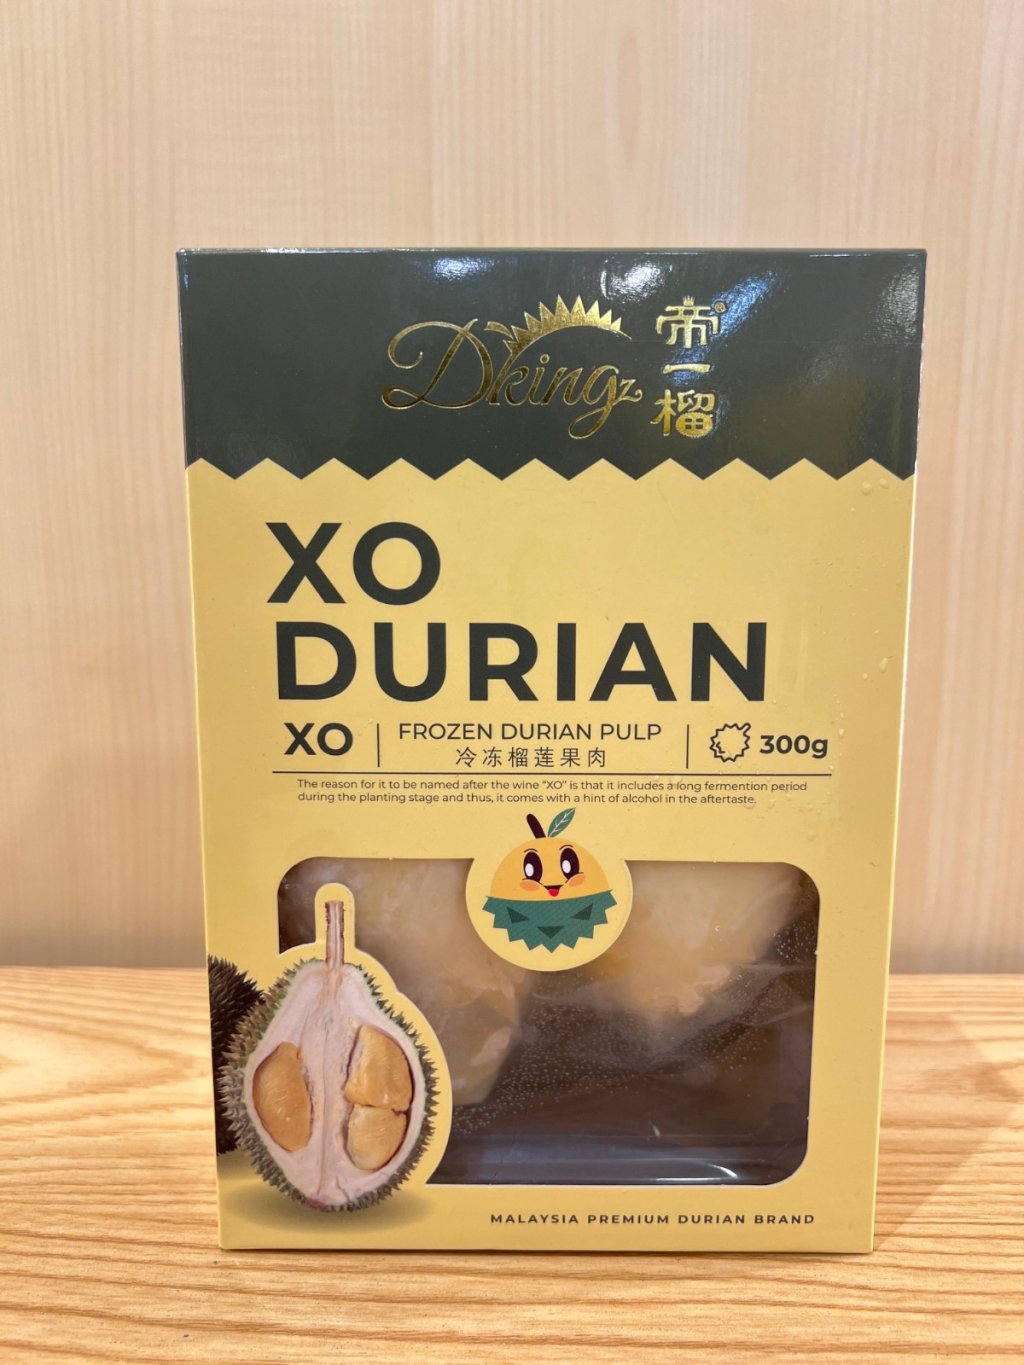 Dkingz
帝一榴®
XO
DURIAN
XO
FROZEN DURIAN PULP
冷冻榴莲果肉
300g
The reason for it to be named after the wine "XO" is that it includes a long fermention period
during the planting stage and thus, it comes with a hint of alcohol in the aftertaste.
MALAYSIA PREMIUM DURIAN BRAND